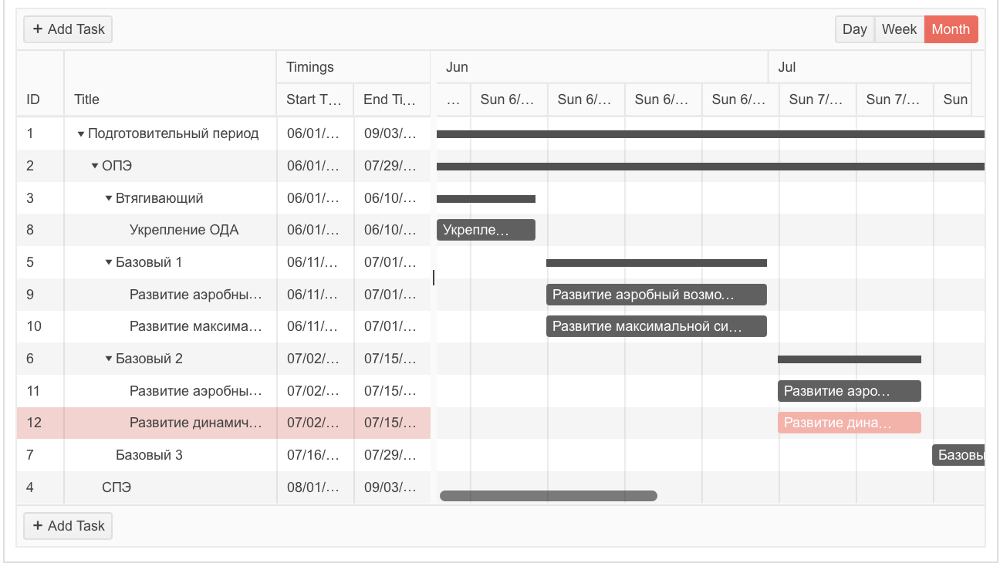 + Add Task Day Week Month
Timings Jun Jul
ID Title Start T... End Ti... ... Sun 6/... Sun 6/... Sun 6/... Sun 6/... Sun 7/... Sun 7/... Sun
1 Подготовительный период 06/01/... 09/03/...
2 ОПЭ 06/01/... 07/29/...
3 Втягивающий 06/01/... 06/10/...
8 Укрепление ОДА 06/01/... 06/10/... Укрепле...
5 Базовый 1 06/11/... 07/01/...
9 Развитие аэробны... 06/11/... 07/01/... Развитие аэробный возмо...
10 Развитие максима... 06/11/... 07/01/... Развитие максимальной си...
6 Базовый 2 07/02/... 07/15/...
11 Развитие аэробны... 07/02/... 07/15/... Развитие аэро...
12 Развитие динамич... 07/02/... 07/15/... Развитие дина...
7 Базовый 3 07/16/... 07/29/... Базовы
4 СПЭ 08/01/... 09/03/...
+ Add Task